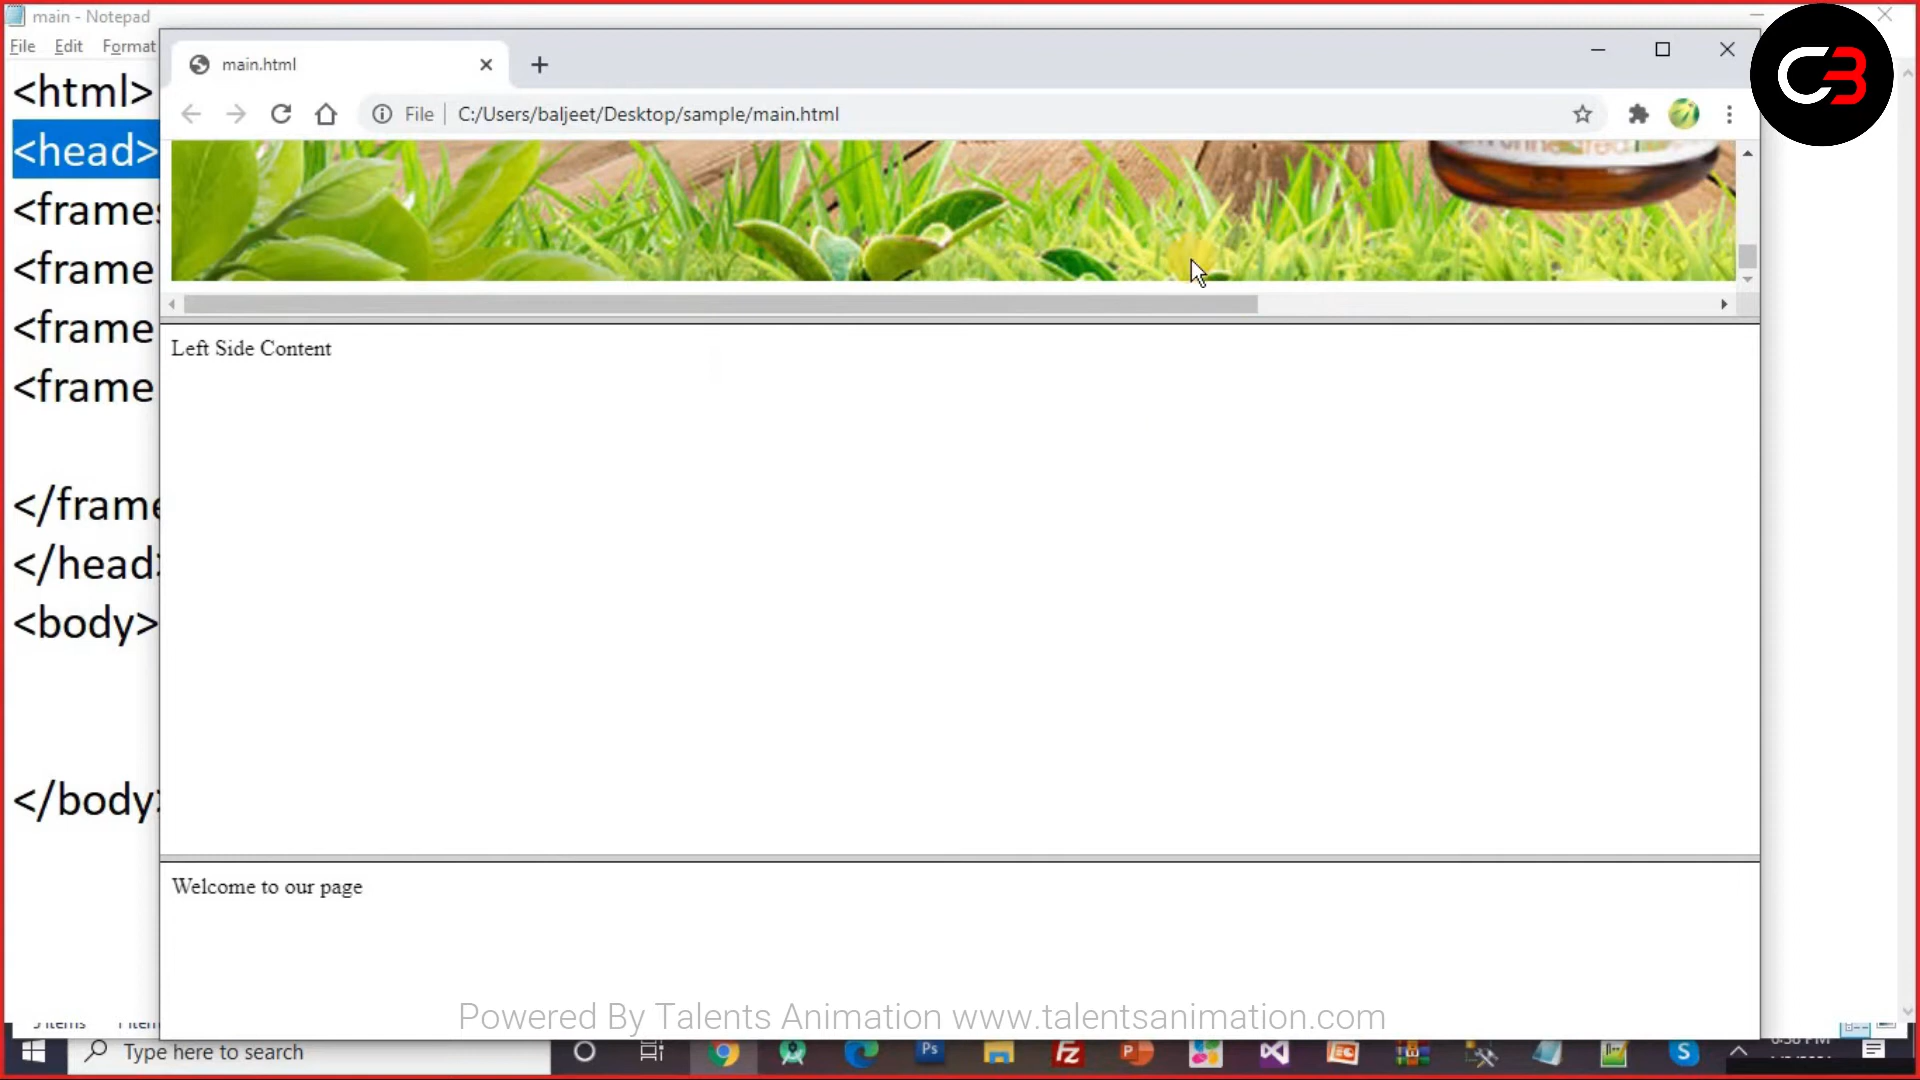 main - Notepad
File Edit Format
<html>
<head>
<frames
<frame
<frame
<frame
</frame
</head>
<body>
</body>
main.html
File C:/Users/baljeet/Desktop/sample/main.html
C3
Left Side Content
Welcome to our page
Powered By Talents Animation www.talentsanimation.com
Type here to search